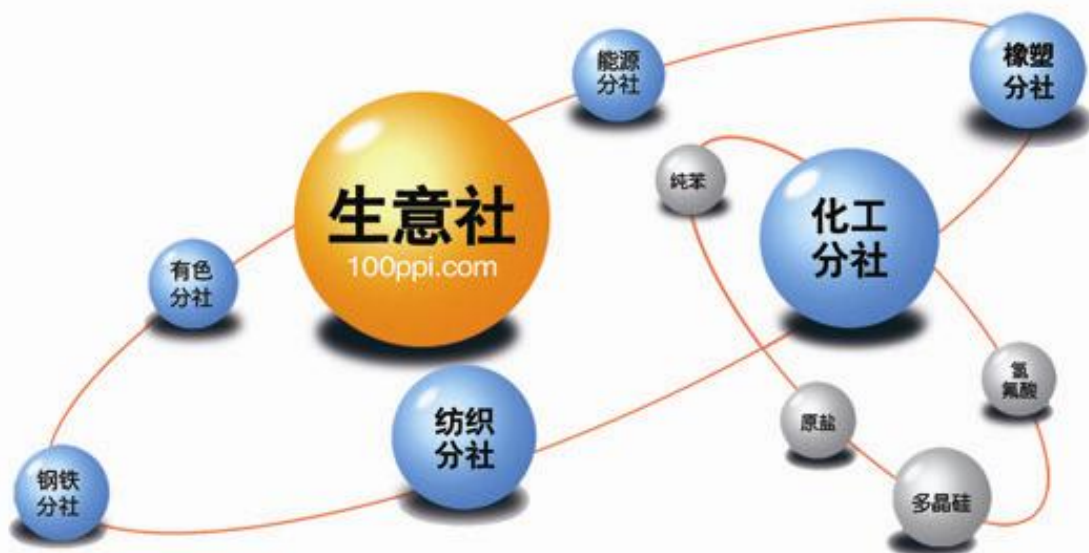 能源
分社
橡塑
分社
纯苯
生意社
100ppi.com
化工
分社
有色
分社
氢
氟酸
纺织
分社
原盐
钢铁
分社
多晶硅